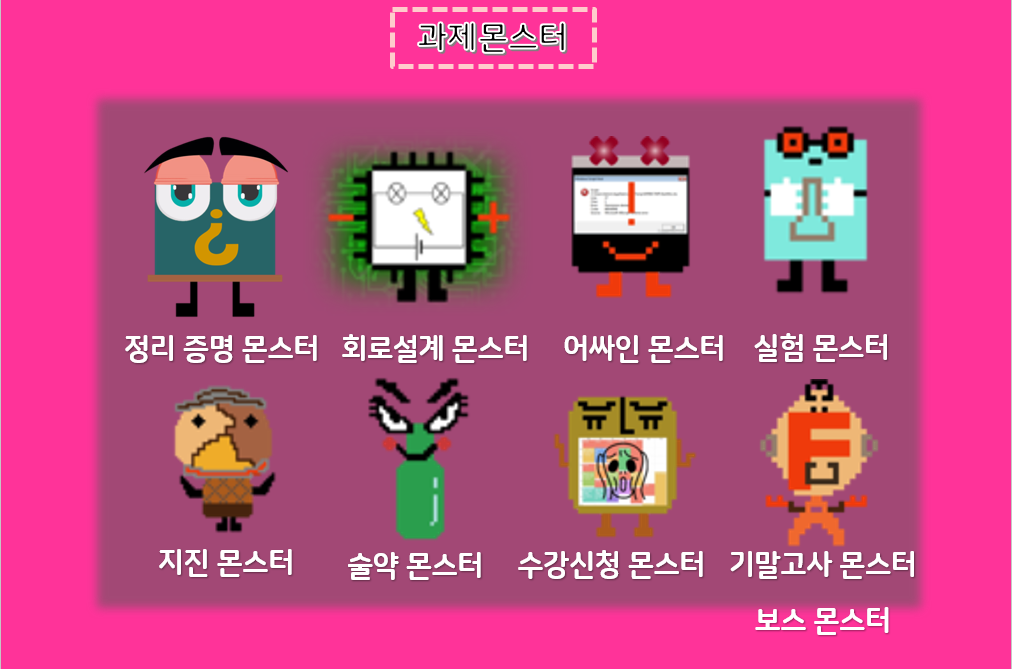 과제몬스터
정리 증명 몬스터 회로설계 몬스터 어싸인 몬스터 실험 몬스터
지진 몬스터 술약 몬스터 수강신청 몬스터 기말고사 몬스터
보스 몬스터